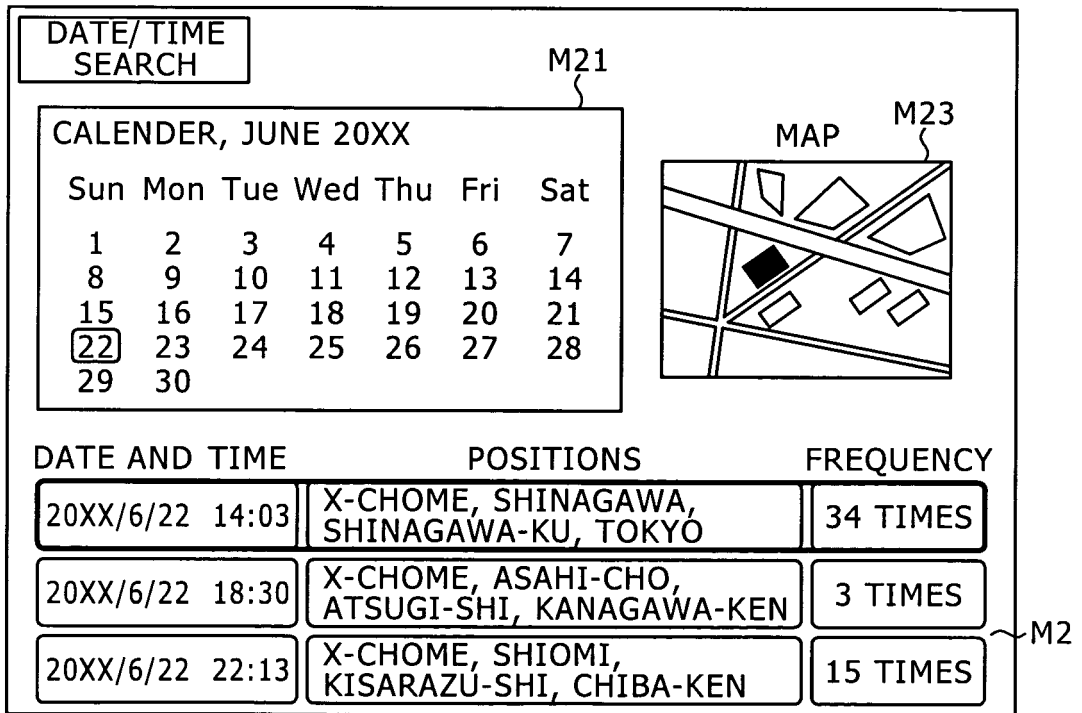 DATE/TIME
SEARCH
M21
CALENDER, JUNE 20XX
Sun Mon Tue Wed Thu Fri Sat
1 2 3 4 5 6 7
8 9 10 11 12 13 14
15 16 17 18 19 20 21
22 23 24 25 26 27 28
29 30
MAP
M23
DATE AND TIME POSITIONS FREQUENCY
20XX/6/22 14:03
X-CHOME, SHINAGAWA,
SHINAGAWA-KU, TOKYO
34 TIMES
20XX/6/22 18:30
X-CHOME, ASAHI-CHO,
ATSUGI-SHI, KANAGAWA-KEN
3 TIMES
20XX/6/22 22:13
X-CHOME, SHIOMI,
KISARAZU-SHI, CHIBA-KEN
15 TIMES
M2